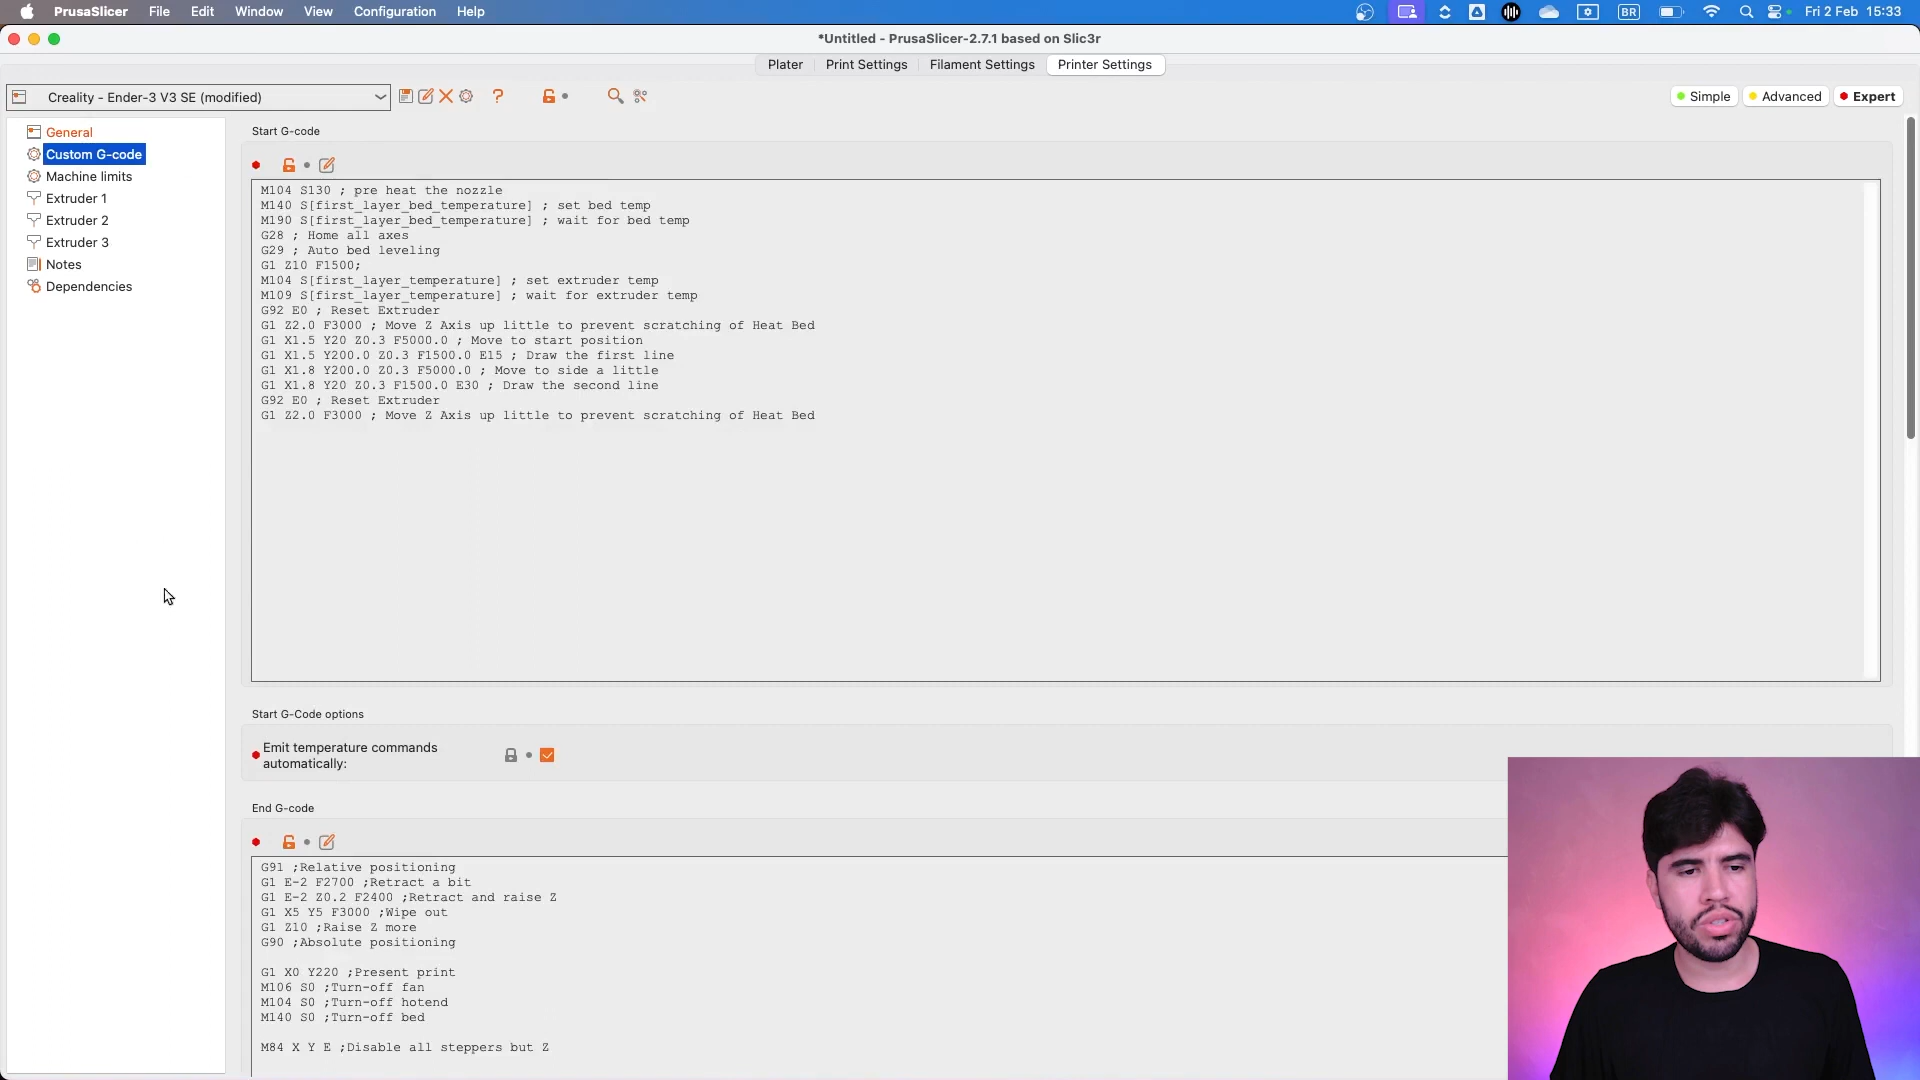 PrusaSlicer File Edit Window View Configuration Help
BR Fri 2 Feb 15:33
*Untitled - PrusaSlicer-2.7.1 based on Slic3r
Plater Print Settings Filament Settings Printer Settings
Creality - Ender-3 V3 SE (modified)
?
Simple Advanced Expert
General
Custom G-code
Machine limits
Extruder 1
Extruder 2
Extruder 3
Notes
Dependencies
Start G-code
M104 S130 ; pre heat the nozzle
M140 S[first_layer_bed_temperature] ; set bed temp
M190 S[first_layer_bed_temperature] ; wait for bed temp
G28 ; Home all axes
G29 ; Auto bed leveling
G1 Z10 F1500;
M104 S[first_layer_temperature] ; set extruder temp
M109 S[first_layer_temperature] ; wait for extruder temp
G92 E0 ; Reset Extruder
G1 Z2.0 F3000 ; Move Z Axis up little to prevent scratching of Heat Bed
G1 X1.5 Y20 Z0.3 F5000.0 ; Move to start position
G1 X1.5 Y200.0 Z0.3 F1500.0 E15 ; Draw the first line
G1 X1.8 Y200.0 Z0.3 F5000.0 ; Move to side a little
G1 X1.8 Y20 Z0.3 F1500.0 E30 ; Draw the second line
G92 E0 ; Reset Extruder
G1 Z2.0 F3000 ; Move Z Axis up little to prevent scratching of Heat Bed
Start G-Code options
Emit temperature commands
automatically:
End G-code
G91 ;Relative positioning
G1 E-2 F2700 ;Retract a bit
G1 E-2 Z0.2 F2400 ;Retract and raise Z
G1 X5 Y5 F3000 ;Wipe out
G1 Z10 ;Raise Z more
G90 ;Absolute positioning
G1 X0 Y220 ;Present print
M106 S0 ;Turn-off fan
M104 S0 ;Turn-off hotend
M140 S0 ;Turn-off bed
M84 X Y E ;Disable all steppers but Z